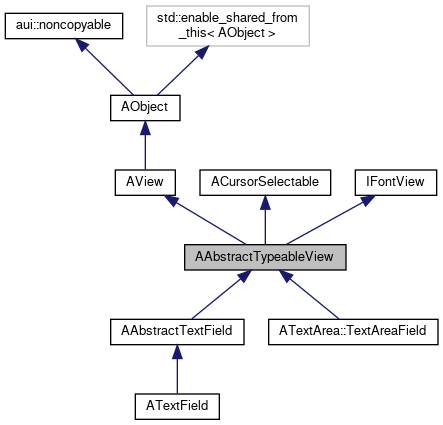 aui::noncopyable
std::enable_shared_from
_this< AObject >
AObject
AView
ACursorSelectable
IFontView
AAbstractTypeableView
AAbstractTextField
ATextArea::TextAreaField
ATextField